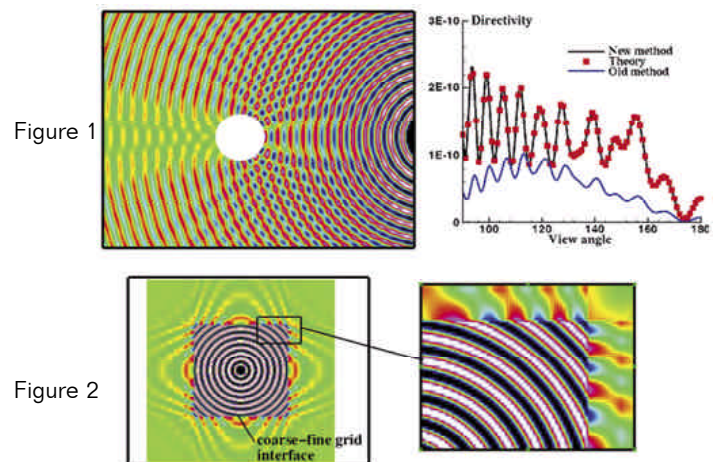 Figure 1
3E-10
Directivity
New method
Theory
Old method
2E-10
1E-10
0
100
120
140
160
180
View angle
Figure 2
coarse-fine grid
interface